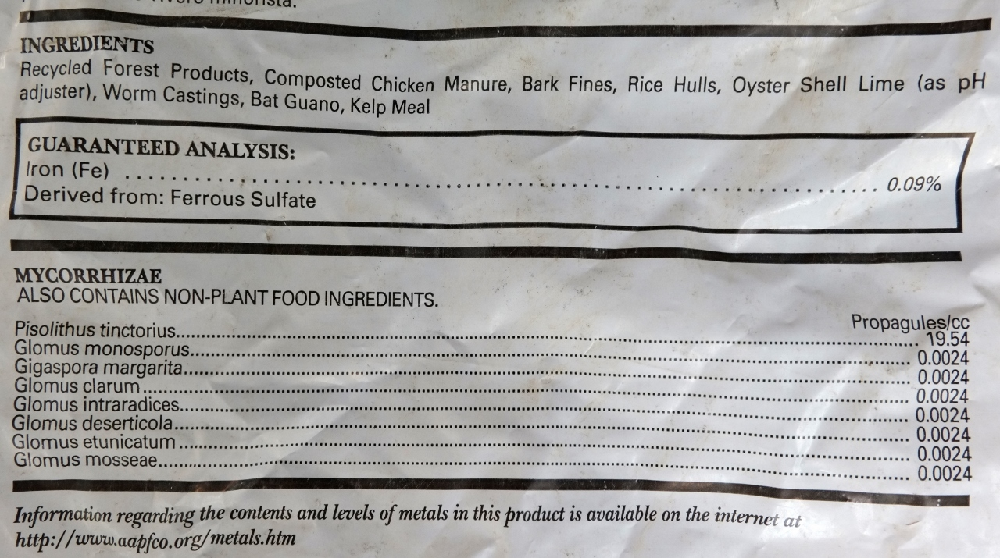 minorista.
INGREDIENTS
Recycled Forest Products, Composted Chicken Manure, Bark Fines, Rice Hulls, Oyster Shell Lime (as pH
adjuster), Worm Castings, Bat Guano, Kelp Meal
GUARANTEED ANALYSIS:
Iron (Fe) ........................................................................ 0.09%
Derived from: Ferrous Sulfate
MYCORRHIZAE
ALSO CONTAINS NON-PLANT FOOD INGREDIENTS.
Propagules/cc
Pisolithus tinctorius........................................................................ 19.54
Glomus monosporus........................................................................ 0.0024
Gigaspora margarita........................................................................ 0.0024
Glomus clarum ........................................................................ 0.0024
Glomus intraradices........................................................................ 0.0024
Glomus deserticola........................................................................ 0.0024
Glomus etunicatum ........................................................................ 0.0024
Glomus mosseae........................................................................ 0.0024
Information regarding the contents and levels of metals in this product is available on the internet at
http://www.aapfco.org/metals.htm